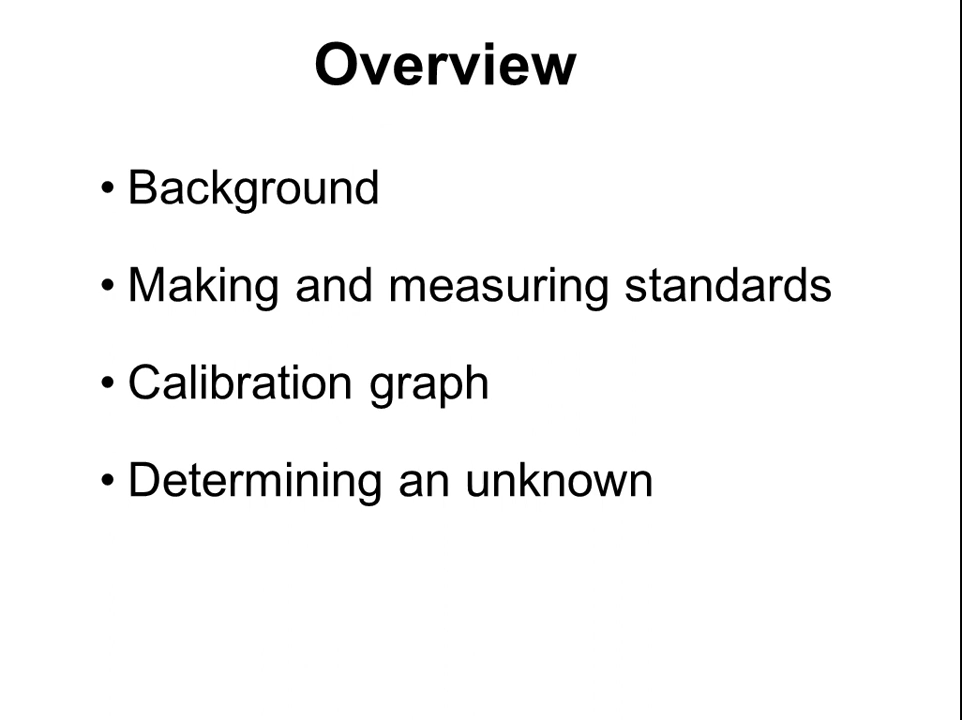 Overview
• Background
• Making and measuring standards
• Calibration graph
• Determining an unknown